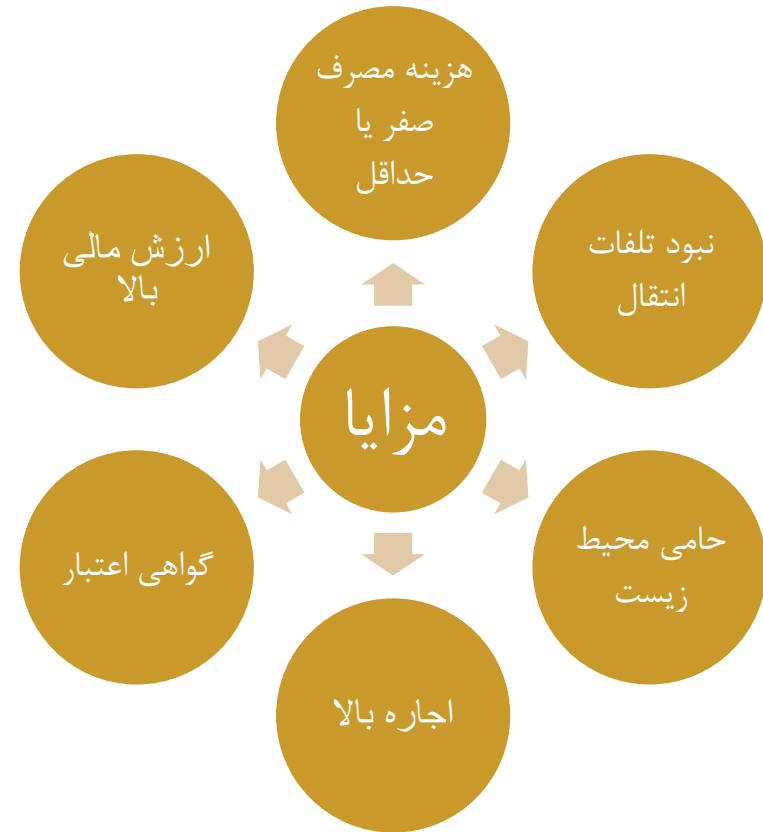 هزینه مصرف
صفر یا
حداقل
نبود تلفات
انتقال
حامی محیط
زیست
اجاره بالا
گواهی اعتبار
ارزش مالی
بالا
مزایا